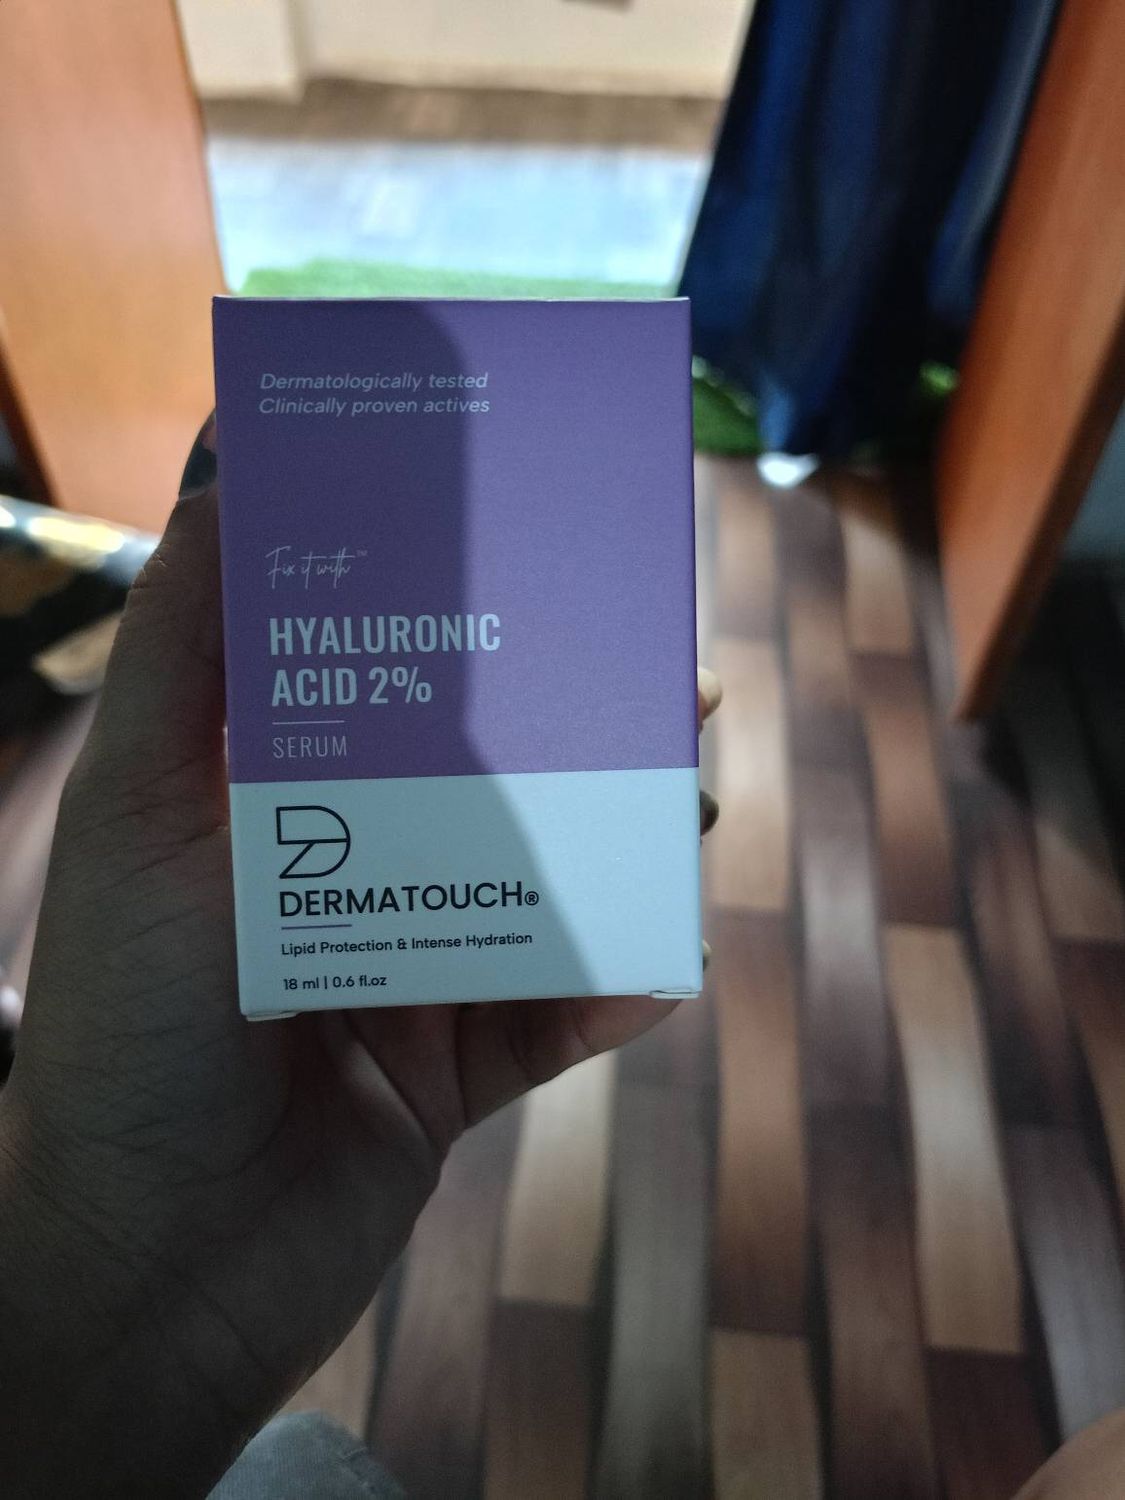 Dermatologically tested
Clinically proven actives
Fix it with™
HYALURONIC
ACID 2%
SERUM
DERMATOUCH®
Lipid Protection & Intense Hydration
18 ml | 0.6 fl.oz